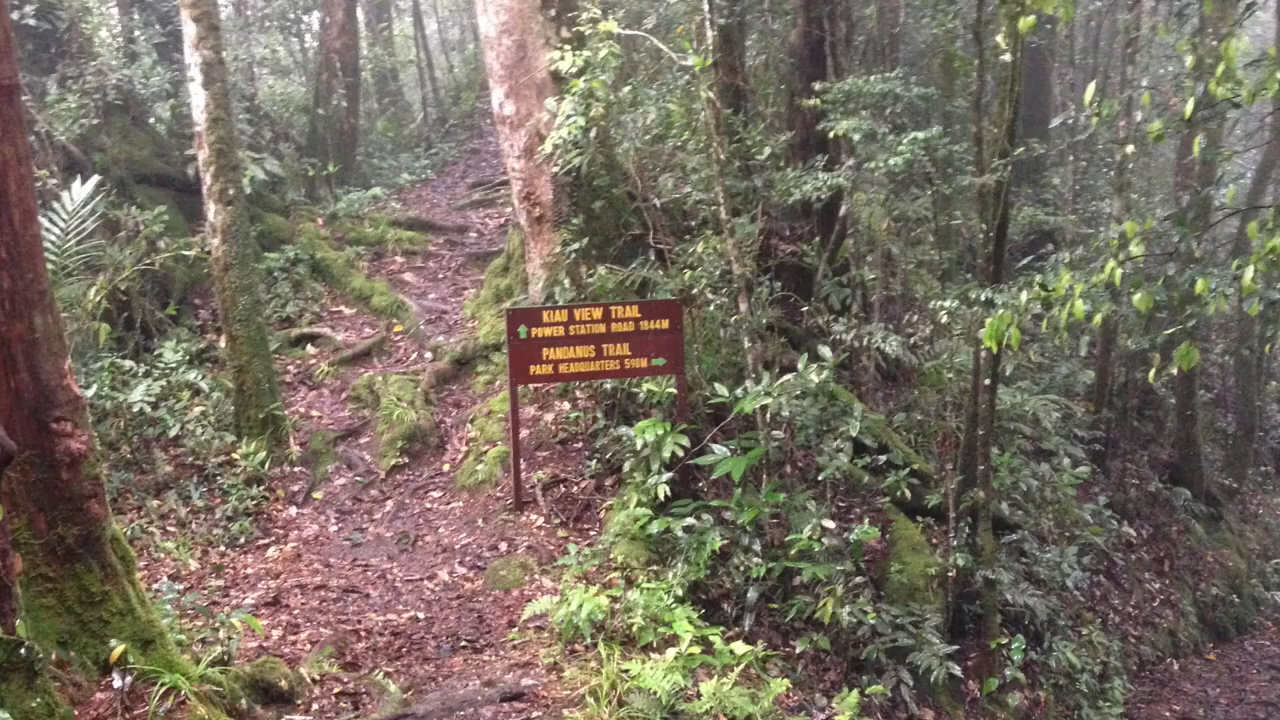 KIAU VIEW TRAIL
POWER STATION ROAD 1844M
PANDANUS TRAIL
PARK HEADQUARTERS 598M